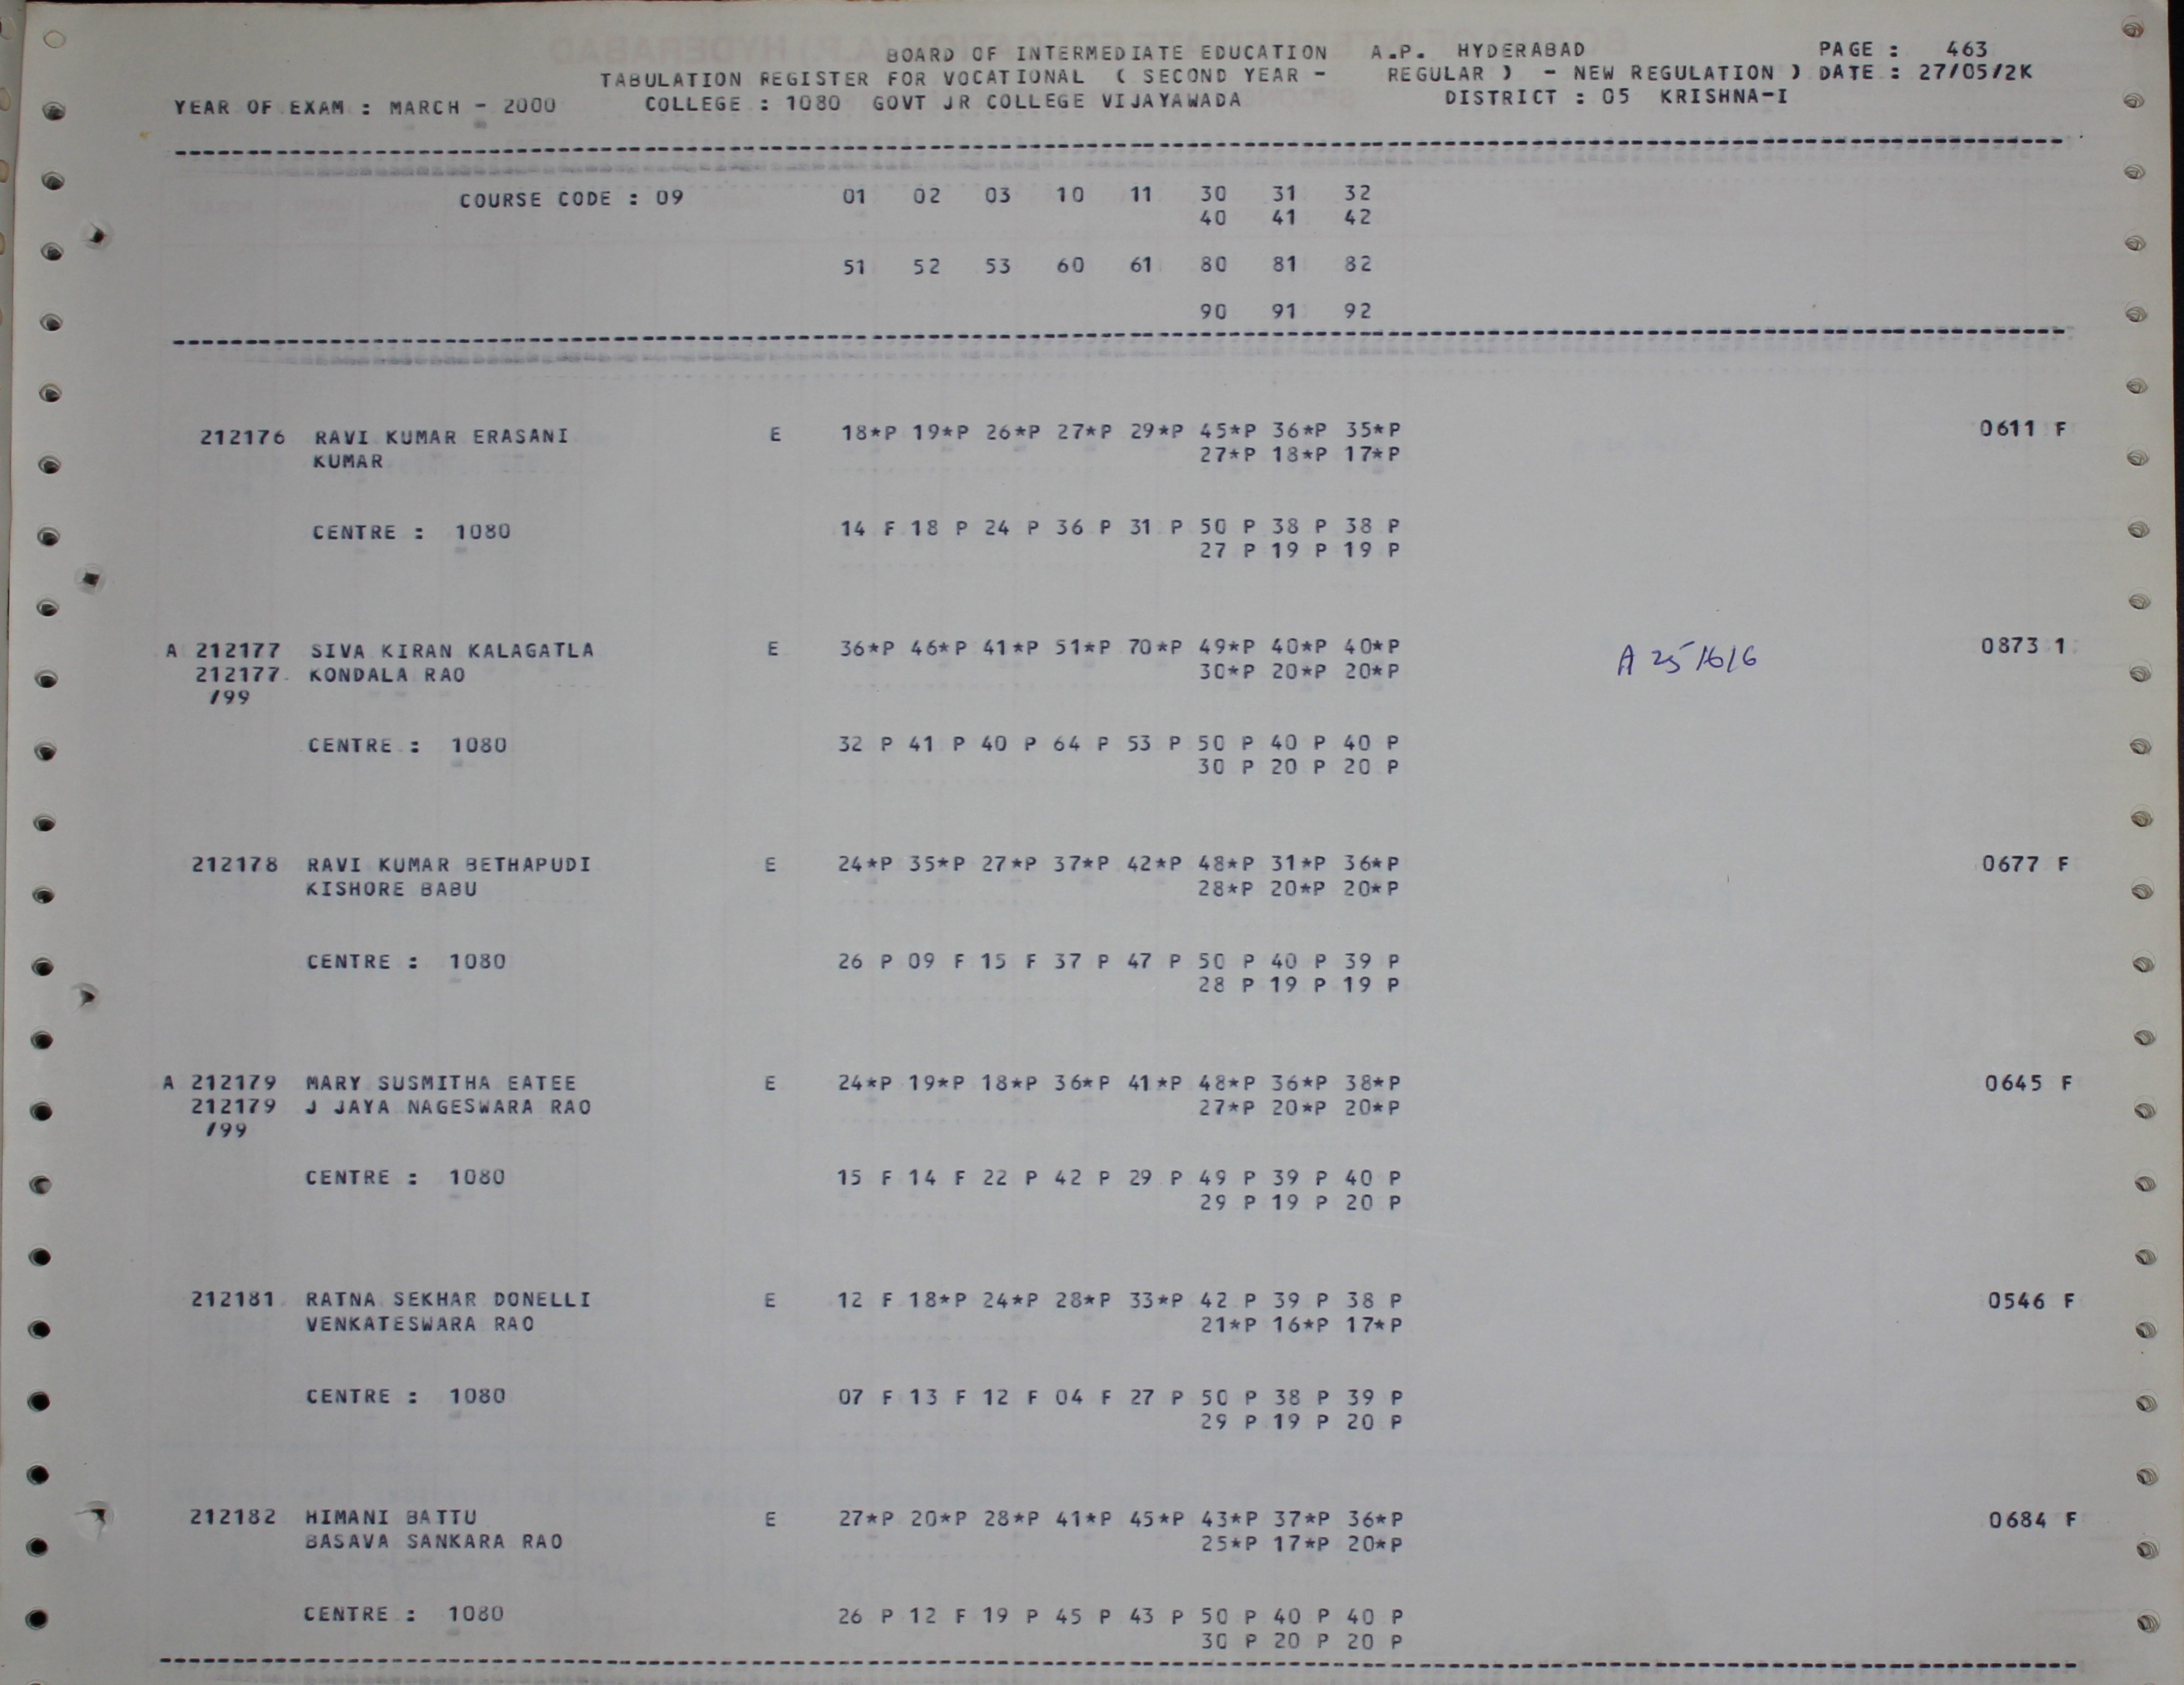 BOARD OF INTERMEDIATE EDUCATION A.P. HYDERABAD PAGE : 463
TABULATION REGISTER FOR VOCATIONAL ( SECOND YEAR - REGULAR ) - NEW REGULATION ) DATE : 27/05/2K
YEAR OF EXAM : MARCH - 2000 COLLEGE : 1080 GOVT JR COLLEGE VIJAYAWADA DISTRICT : 05 KRISHNA-I
COURSE CODE : 09 01 02 03 10 11 30 31 32
40 41 42
51 52 53 60 61 80 81 82
90 91 92
212176 RAVI KUMAR ERASANI E 18*P 19*P 26*P 27*P 29*P 45*P 36*P 35*P 0611 F
KUMAR 27*P 18*P 17*P
CENTRE : 1080 14 F 18 P 24 P 36 P 31 P 50 P 38 P 38 P
27 P 19 P 19 P
A 212177 SIVA KIRAN KALAGATLA E 36*P 46*P 41*P 51*P 70*P 49*P 40*P 40*P 0873 1
212177 KONDALA RAO 30*P 20*P 20*P
/99
CENTRE : 1080 32 P 41 P 40 P 64 P 53 P 50 P 40 P 40 P
30 P 20 P 20 P
212178 RAVI KUMAR BETHAPUDI E 24*P 35*P 27*P 37*P 42*P 48*P 31*P 36*P 0677 F
KISHORE BABU 28*P 20*P 20*P
CENTRE : 1080 26 P 09 F 15 F 37 P 47 P 50 P 40 P 39 P
28 P 19 P 19 P
A 212179 MARY SUSMITHA EATEE E 24*P 19*P 18*P 36*P 41*P 48*P 36*P 38*P 0645 F
212179 J JAYA NAGESWARA RAO 27*P 20*P 20*P
/99
CENTRE : 1080 15 F 14 F 22 P 42 P 29 P 49 P 39 P 40 P
29 P 19 P 20 P
212181 RATNA SEKHAR DONELLI E 12 F 18*P 24*P 28*P 33*P 42 P 39 P 38 P 0546 F
VENKATESWARA RAO 21*P 16*P 17*P
CENTRE : 1080 07 F 13 F 12 F 04 F 27 P 50 P 38 P 39 P
29 P 19 P 20 P
212182 HIMANI BATTU E 27*P 20*P 28*P 41*P 45*P 43*P 37*P 36*P 0684 F
BASAVA SANKARA RAO 25*P 17*P 20*P
CENTRE : 1080 26 P 12 F 19 P 45 P 43 P 50 P 40 P 40 P
30 P 20 P 20 P